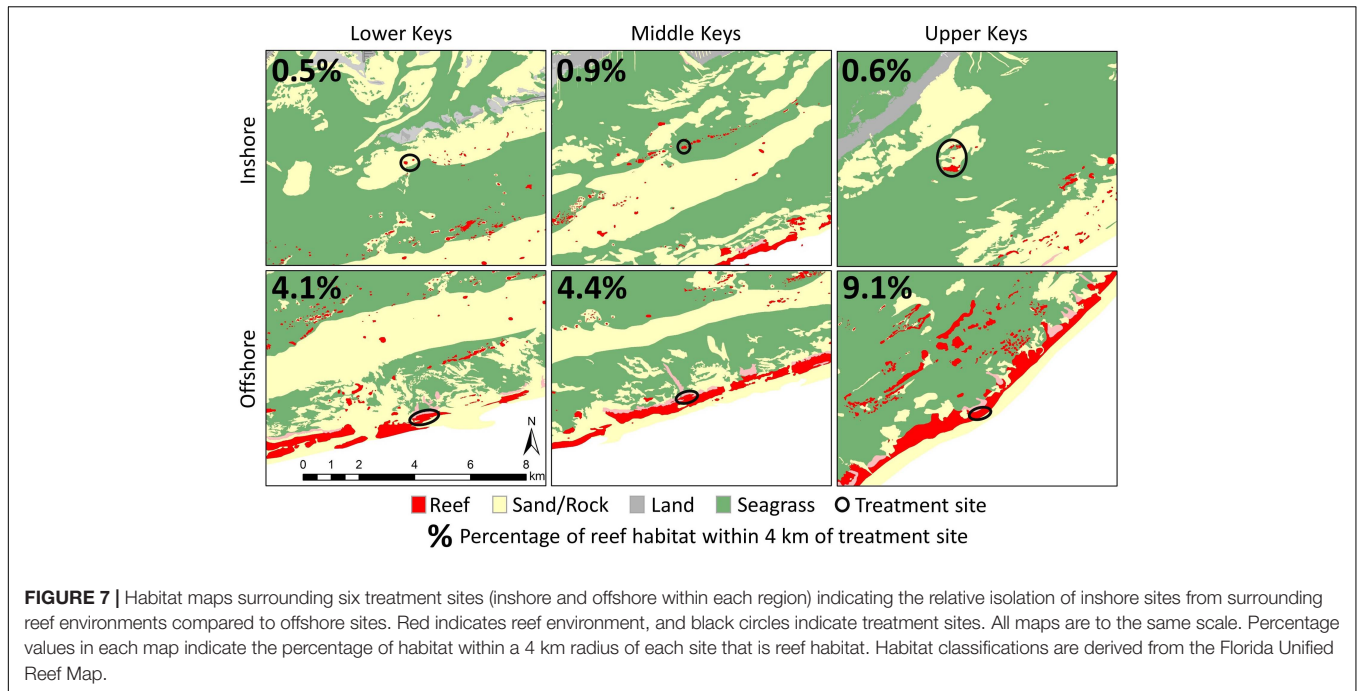 Lower Keys Middle Keys Upper Keys
Inshore
0.5% 0.9% 0.6%
Offshore
4.1% 4.4% 9.1%
N
0 1 2 4 6 8
km
Reef Sand/Rock Land Seagrass Treatment site
% Percentage of reef habitat within 4 km of treatment site
FIGURE 7 | Habitat maps surrounding six treatment sites (inshore and offshore within each region) indicating the relative isolation of inshore sites from surrounding
reef environments compared to offshore sites. Red indicates reef environment, and black circles indicate treatment sites. All maps are to the same scale. Percentage
values in each map indicate the percentage of habitat within a 4 km radius of each site that is reef habitat. Habitat classifications are derived from the Florida Unified
Reef Map.